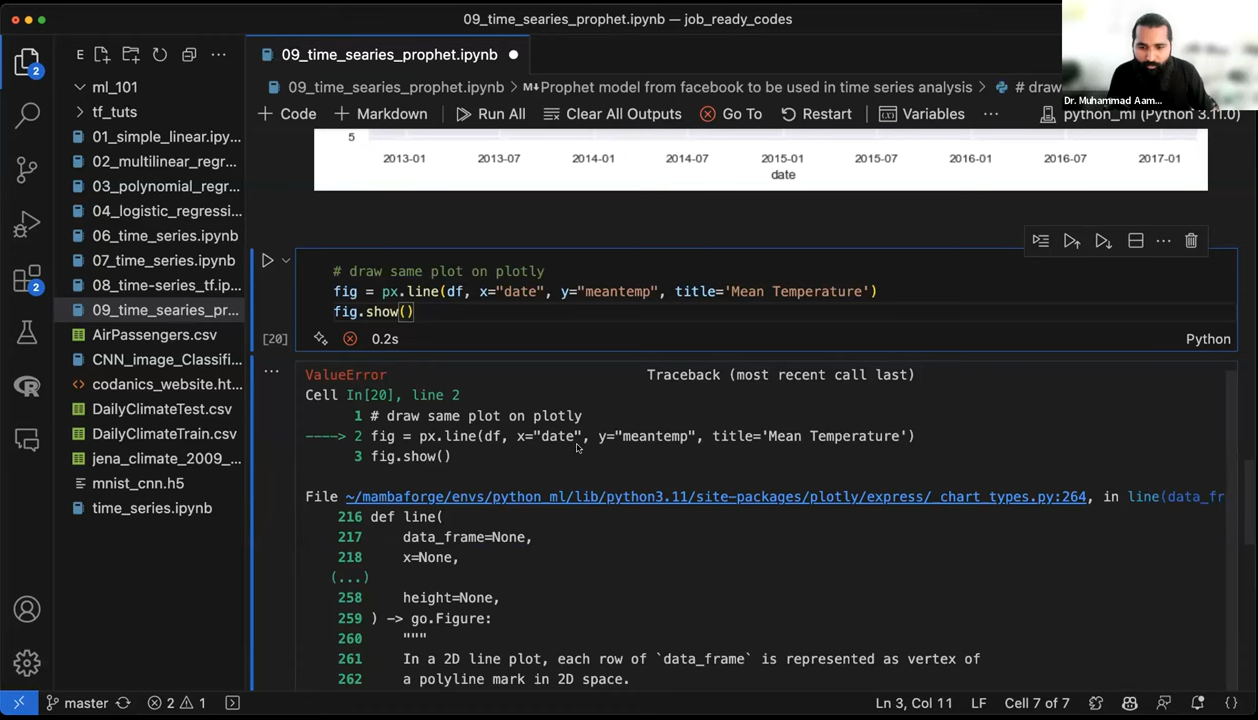 09_time_searies_prophet.ipynb — job_ready_codes
E
09_time_searies_prophet.ipynb
Dr. Muhammad Aam...
2
ml_101
tf_tuts
01_simple_linear.ipy...
02_multilinear_regr...
03_polynomial_regr...
04_logistic_regressi...
06_time_series.ipynb
07_time_series.ipynb
08_time-series_tf.ip...
09_time_searies_pr...
AirPassengers.csv
CNN_image_Classifi...
codanics_website.ht...
DailyClimateTest.csv
DailyClimateTrain.csv
jena_climate_2009_...
mnist_cnn.h5
time_series.ipynb
2
09_time_searies_prophet.ipynb > M Prophet model from facebook to be used in time series analysis > # draw
+ Code + Markdown Run All Clear All Outputs Go To Restart Variables ... python_ml (Python 3.11.0)
5
2013-01 2013-07 2014-01 2014-07 2015-01 2015-07 2016-01 2016-07 2017-01
date
# draw same plot on plotly
fig = px.line(df, x="date", y="meantemp", title='Mean Temperature')
fig.show()
[20] 0.2s Python
ValueError Traceback (most recent call last)
Cell In[20], line 2
1 # draw same plot on plotly
----> 2 fig = px.line(df, x="date", y="meantemp", title='Mean Temperature')
3 fig.show()
File ~/mambaforge/envs/python_ml/lib/python3.11/site-packages/plotly/express/_chart_types.py:264, in line(data_fr
216 def line(
217 data_frame=None,
218 x=None,
(...)
258 height=None,
259 ) -> go.Figure:
260 """
261 In a 2D line plot, each row of `data_frame` is represented as vertex of
262 a polyline mark in 2D space.
master 2 1 Ln 3, Col 11 LF Cell 7 of 7